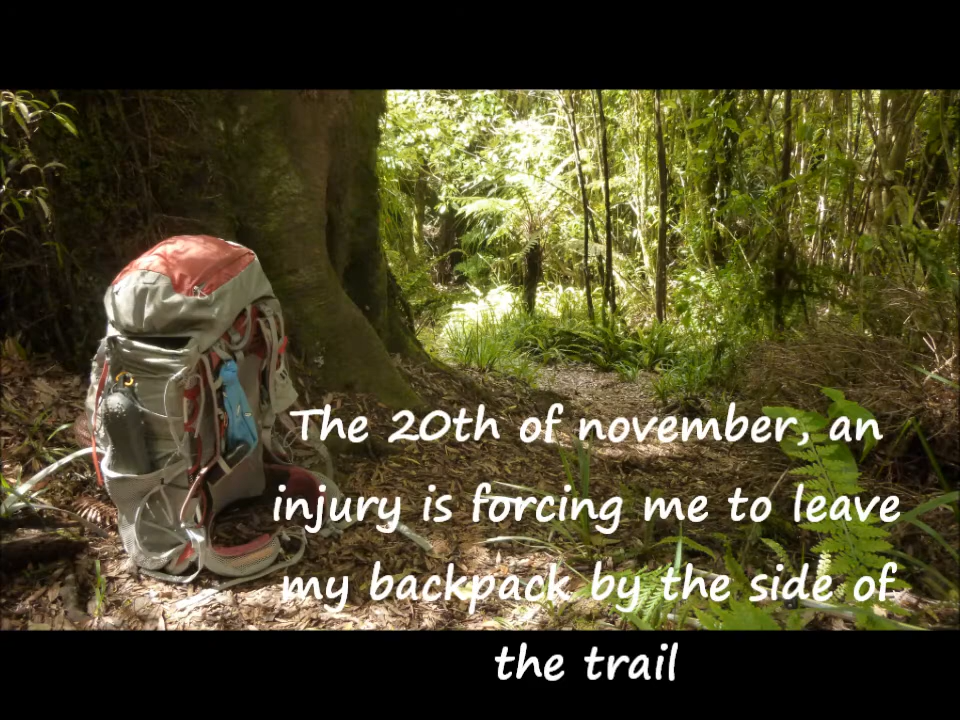 The 20th of november, an
injury is forcing me to leave
my backpack by the side of
the trail